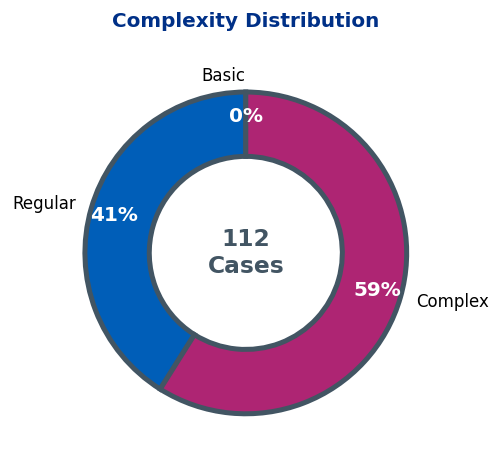 Complexity Distribution
Basic
0%
Regular
41%
112
Cases
59%
Complex